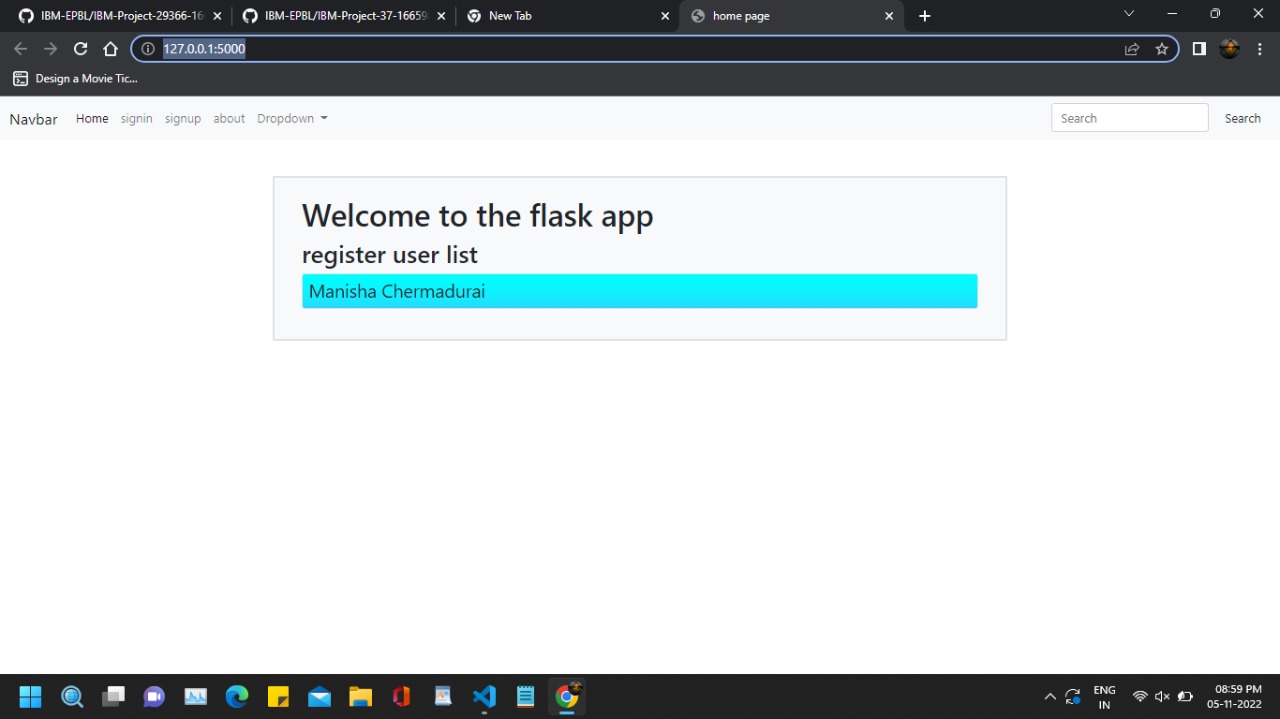 IBM-EPBL/IBM-Project-29366-16
IBM-EPBL/IBM-Project-37-16659
New Tab
home page
127.0.0.1:5000
Design a Movie Tic...
Navbar Home signin signup about Dropdown Search Search
Welcome to the flask app
register user list
Manisha Chermadurai
ENG
IN
08:59 PM
05-11-2022